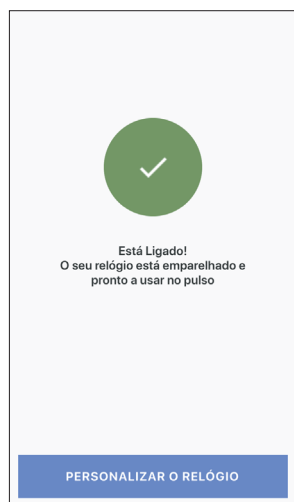 Está Ligado!
O seu relógio está emparelhado e
pronto a usar no pulso
PERSONALIZAR O RELÓGIO